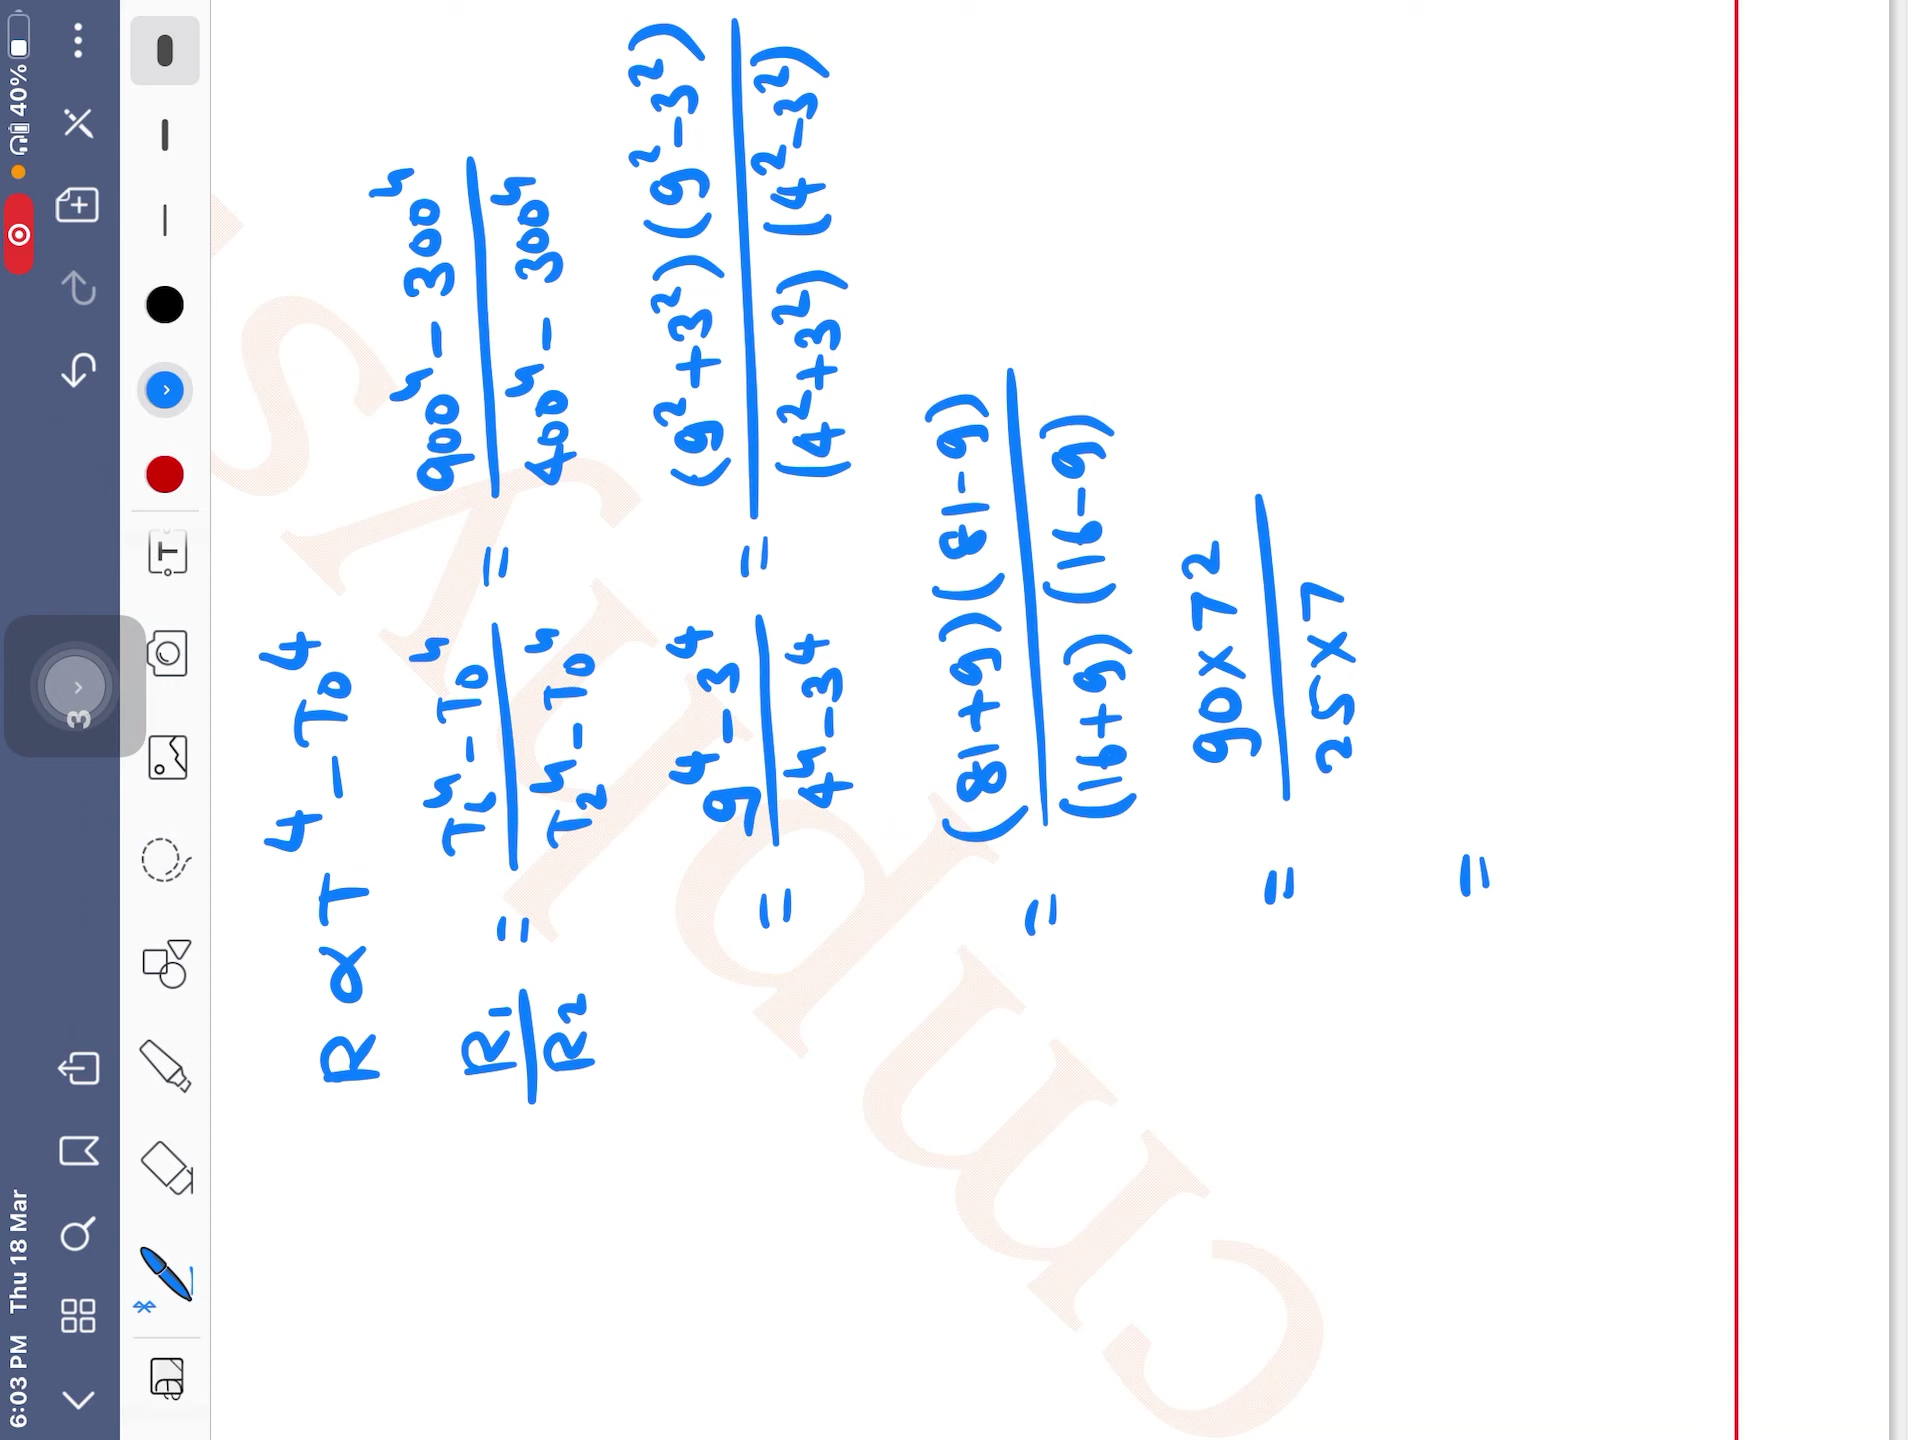 6:03 PM Thu 18 Mar
40%
3
T
R ∝ T⁴ - T₀⁴
R₁/R₂ = (T₁⁴ - T₀⁴)/(T₂⁴ - T₀⁴) = (900⁴ - 300⁴)/(400⁴ - 300⁴)
= (9⁴ - 3⁴)/(4⁴ - 3⁴) = (9² + 3²)(9² - 3²)/(4² + 3²)(4² - 3²)
= (81 + 9)(81 - 9)/(16 + 9)(16 - 9)
= 90 × 72/25 × 7
=